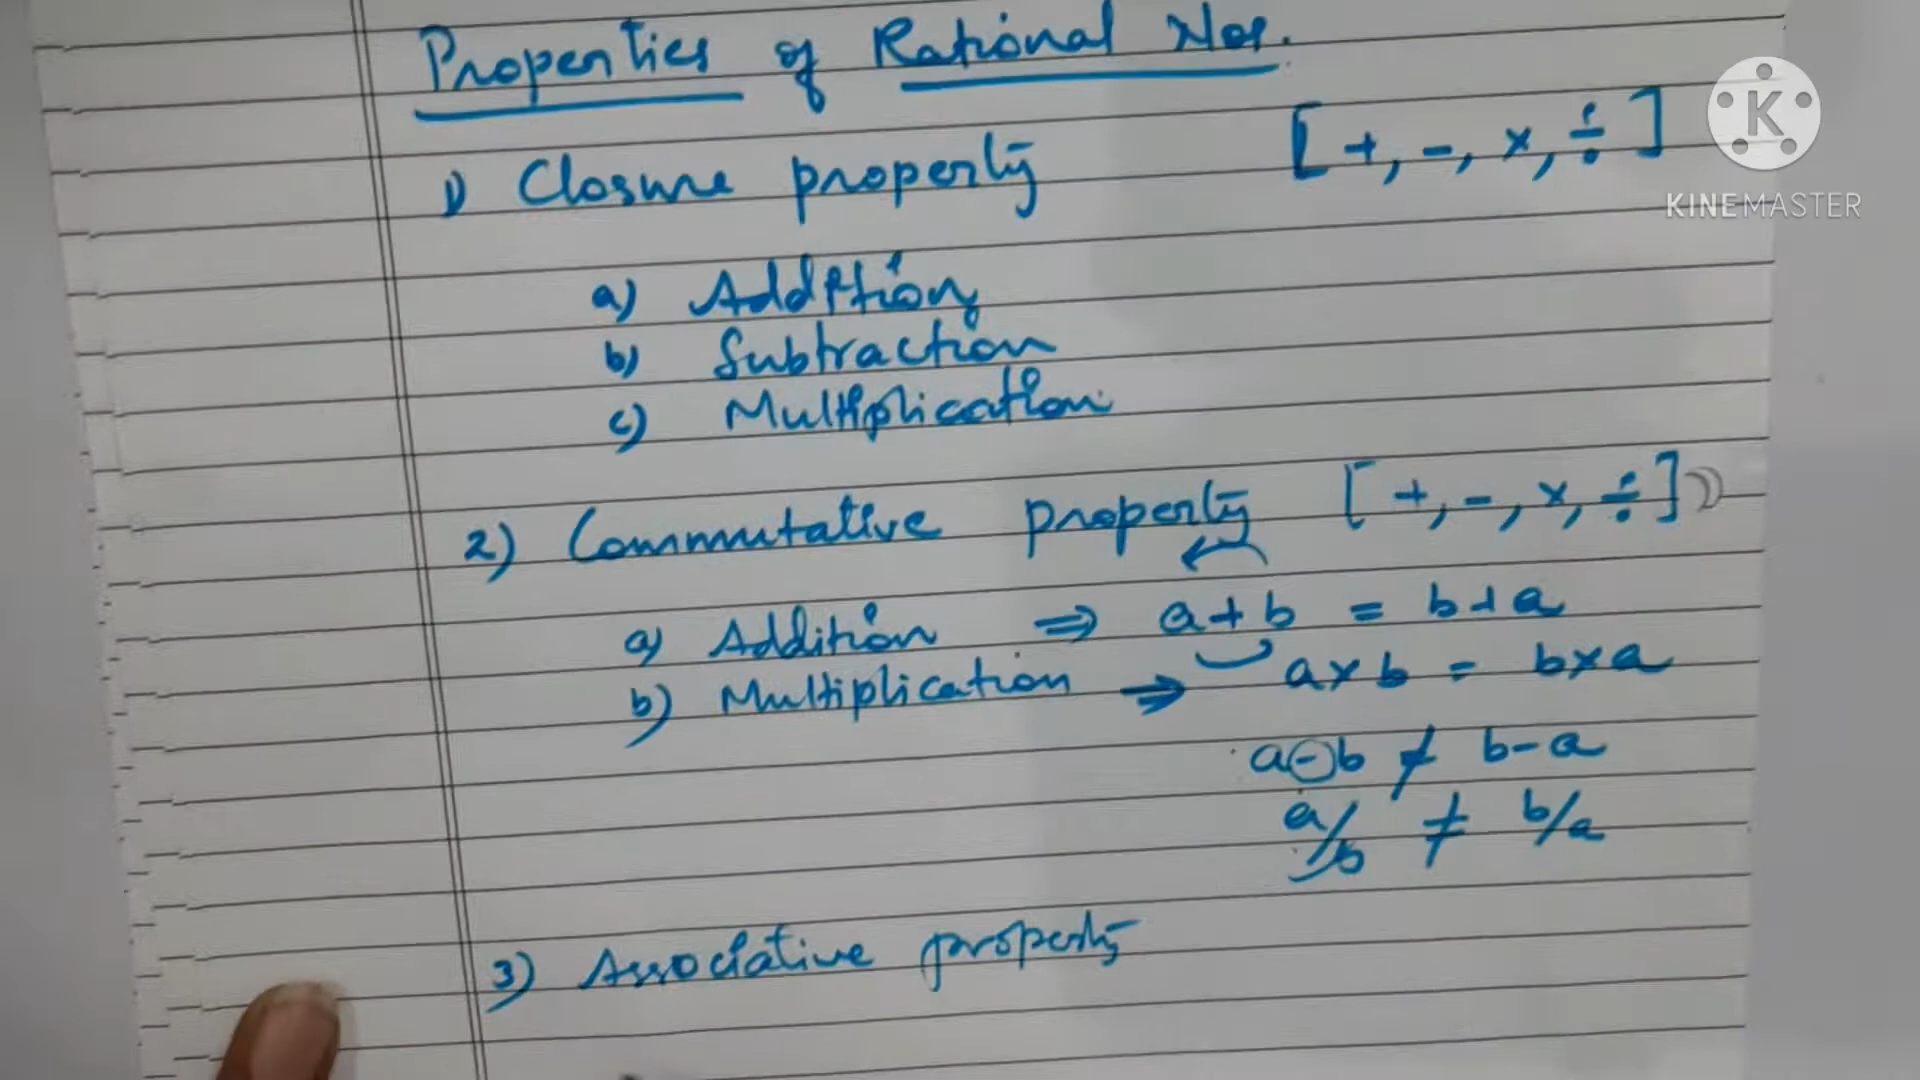 Properties of Rational Nos.
1) Closure property [+, -, ×, ÷]
a) Addition
b) Subtraction
c) Multiplication
2) Commutative property [+, -, ×, ÷]
a) Addition ⇒ a+b = b+a
b) Multiplication ⇒ a×b = b×a
a-b ≠ b-a
a/b ≠ b/a
3) Associative property
K
KINEMASTER